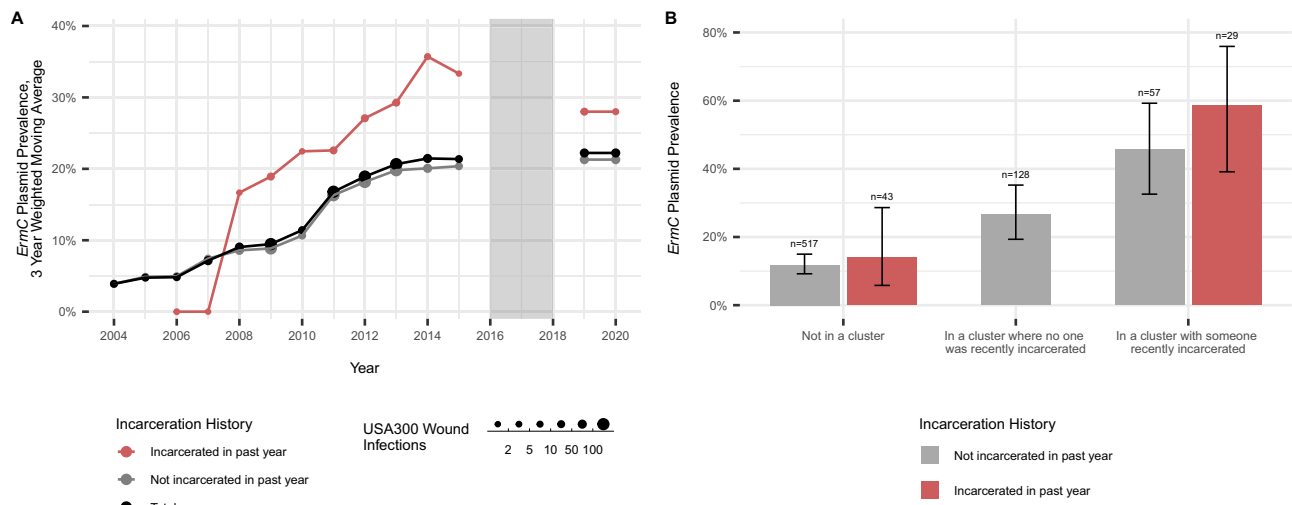 A
ErmC Plasmid Prevalence,
3 Year Weighted Moving Average
40%
30%
20%
10%
0%
2004 2006 2008 2010 2012 2014 2016 2018 2020
Year
Incarceration History
Incarcerated in past year
Not incarcerated in past year
USA300 Wound
Infections
2 5 10 50 100
B
ErmC Plasmid Prevalence
80%
60%
40%
20%
0%
n=517
n=43
n=128
n=57
n=29
Not in a cluster
In a cluster where no one
was recently incarcerated
In a cluster with someone
recently incarcerated
Incarceration History
Not incarcerated in past year
Incarcerated in past year